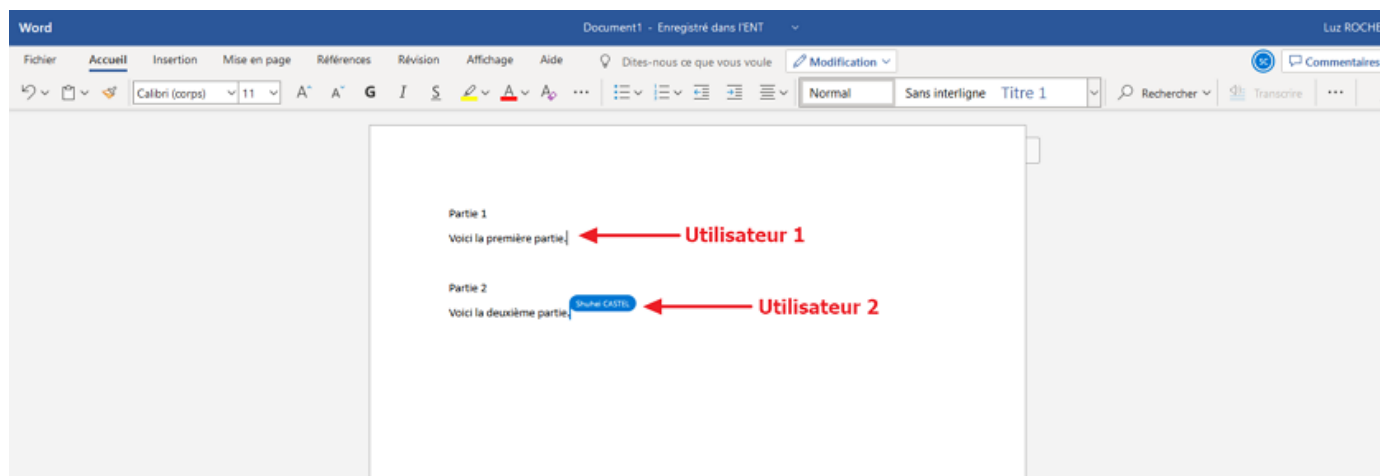 Word Document1 - Enregistré dans l'ENT Luz ROCHE
Fichier Accueil Insertion Mise en page Références Révision Affichage Aide Dites-nous ce que vous voule Modification SC Commentaires
Calibri (corps) 11 A A G I S A A ... Normal Sans interligne Titre 1 Rechercher Transcrire ...
Partie 1
Voici la première partie. Utilisateur 1
Partie 2
Shuhei CASTEL
Voici la deuxième partie. Utilisateur 2